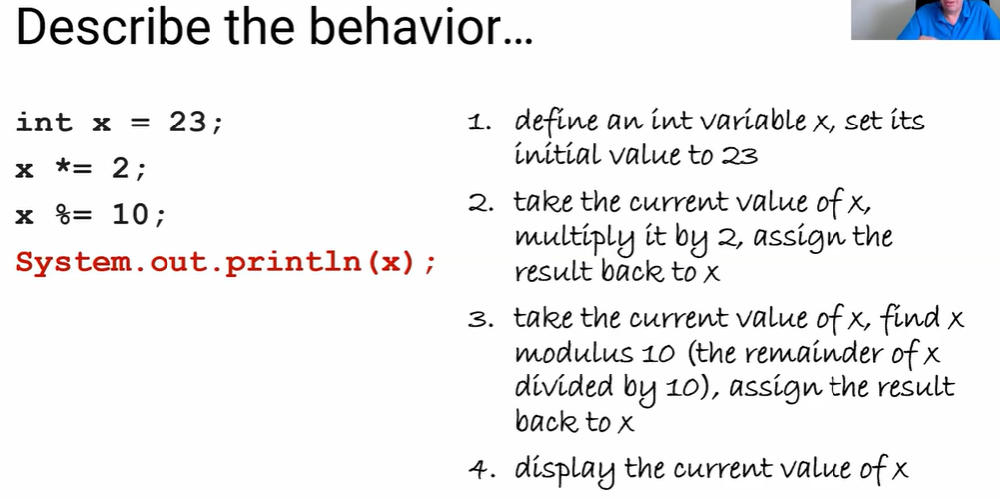 Describe the behavior...
int x = 23;
x *= 2;
x %= 10;
System.out.println(x);
1. define an int variable x, set its
initial value to 23
2. take the current value of x,
multiply it by 2, assign the
result back to x
3. take the current value of x, find x
modulus 10 (the remainder of x
divided by 10), assign the result
back to x
4. display the current value of x